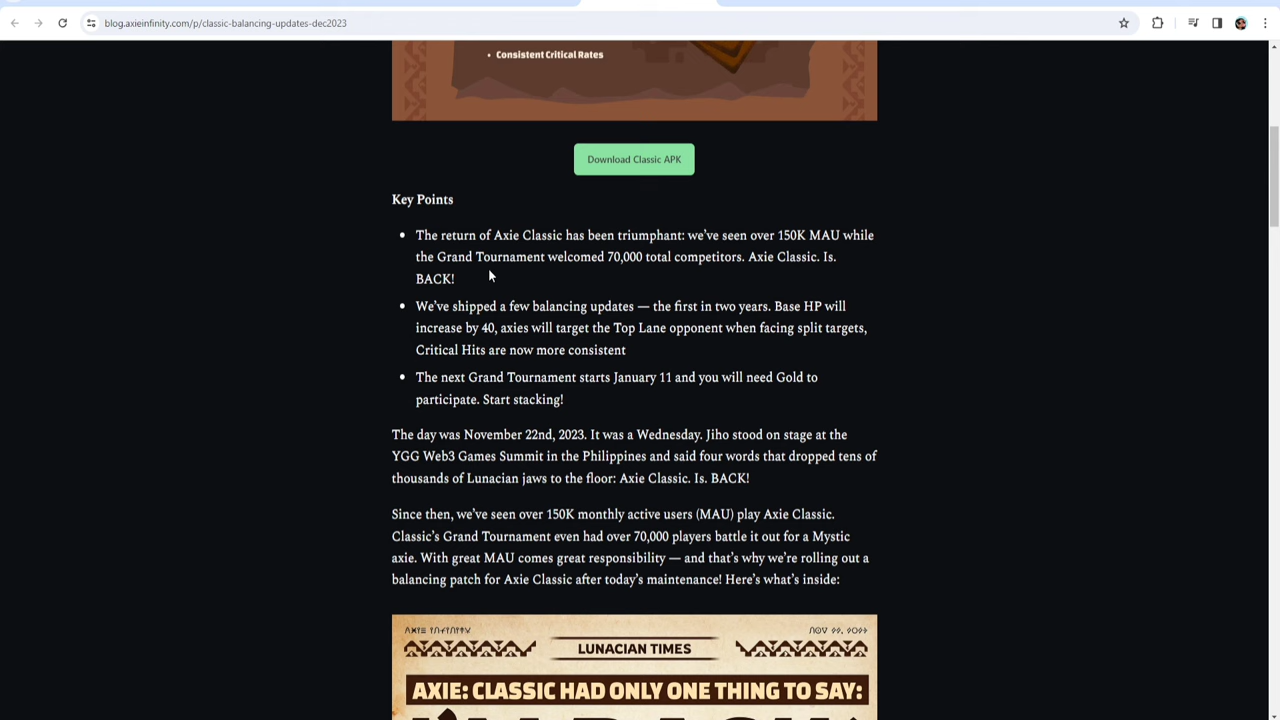 blog.axieinfinity.com/p/classic-balancing-updates-dec2023
• Consistent Critical Rates
Download Classic APK
Key Points
• The return of Axie Classic has been triumphant: we’ve seen over 150K MAU while
the Grand Tournament welcomed 70,000 total competitors. Axie Classic. Is.
BACK!
• We’ve shipped a few balancing updates — the first in two years. Base HP will
increase by 40, axies will target the Top Lane opponent when facing split targets,
Critical Hits are now more consistent
• The next Grand Tournament starts January 11 and you will need Gold to
participate. Start stacking!
The day was November 22nd, 2023. It was a Wednesday. Jiho stood on stage at the
YGG Web3 Games Summit in the Philippines and said four words that dropped tens of
thousands of Lunacian jaws to the floor: Axie Classic. Is. BACK!
Since then, we’ve seen over 150K monthly active users (MAU) play Axie Classic.
Classic’s Grand Tournament even had over 70,000 players battle it out for a Mystic
axie. With great MAU comes great responsibility — and that’s why we’re rolling out a
balancing patch for Axie Classic after today’s maintenance! Here’s what’s inside:
LUNACIAN TIMES
AXIE: CLASSIC HAD ONLY ONE THING TO SAY: